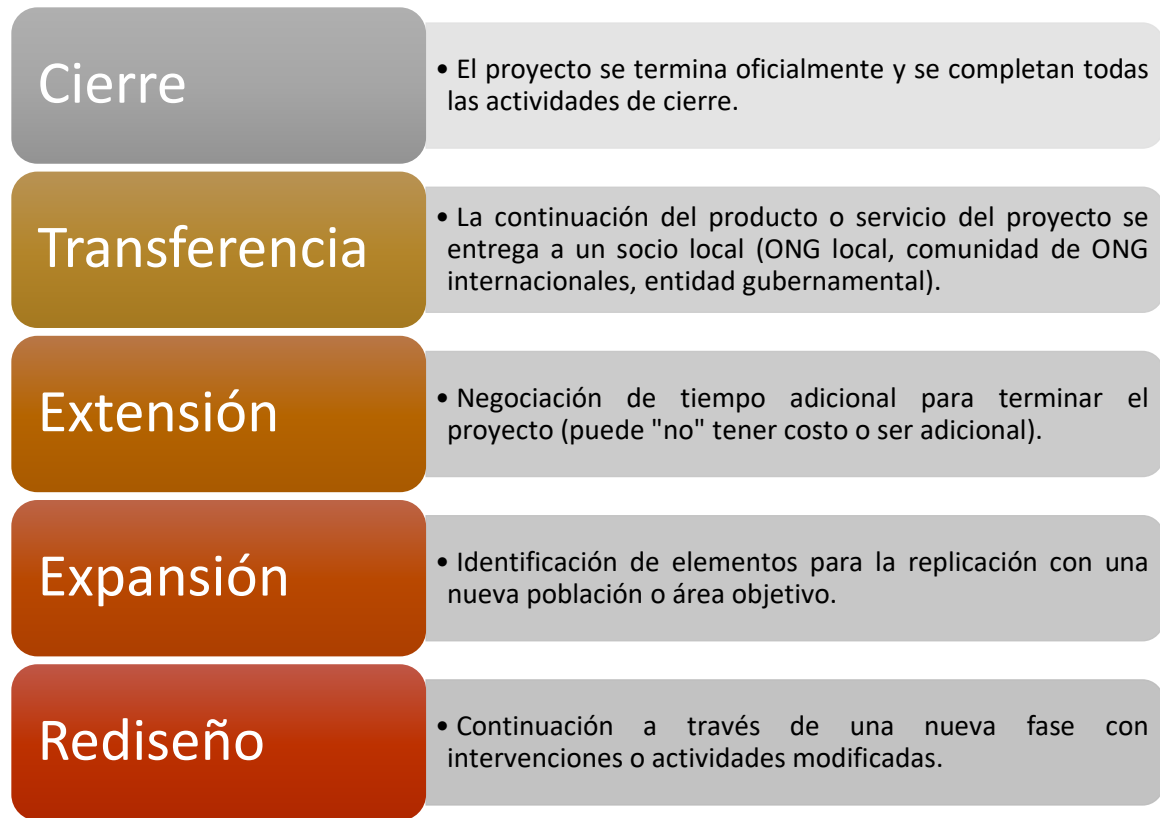 Cierre
• El proyecto se termina oficialmente y se completan todas
las actividades de cierre.
Transferencia
• La continuación del producto o servicio del proyecto se
entrega a un socio local (ONG local, comunidad de ONG
internacionales, entidad gubernamental).
Extensión
• Negociación de tiempo adicional para terminar el
proyecto (puede "no" tener costo o ser adicional).
Expansión
• Identificación de elementos para la replicación con una
nueva población o área objetivo.
Rediseño
• Continuación a través de una nueva fase con
intervenciones o actividades modificadas.